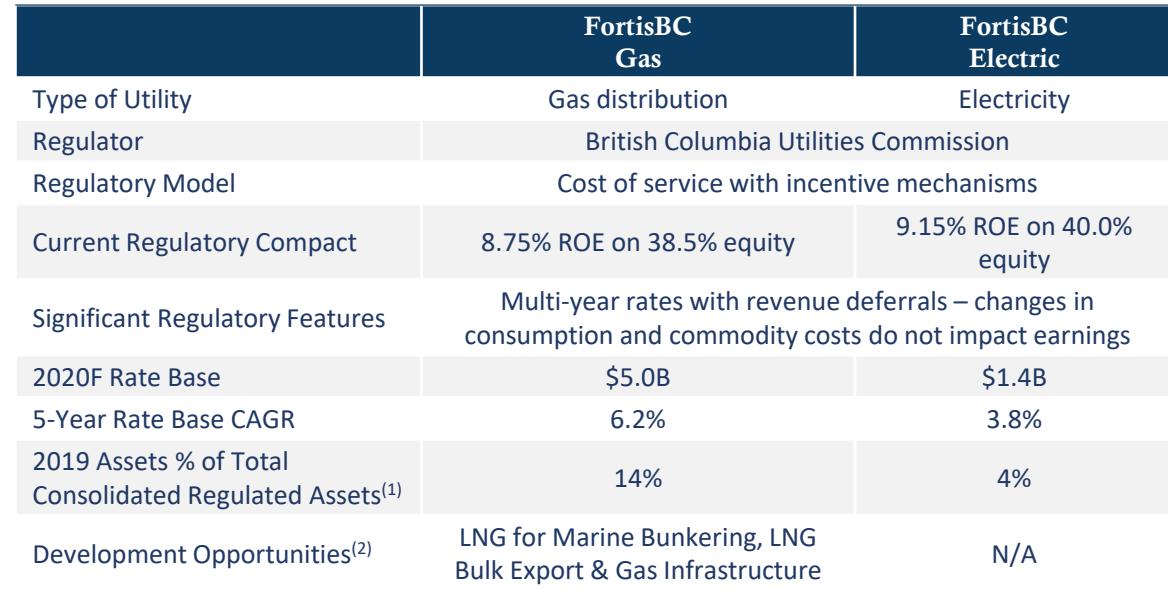 FortisBC
Gas
FortisBC
Electric
Type of Utility
Gas distribution
Electricity
Regulator
British Columbia Utilities Commission
Regulatory Model
Cost of service with incentive mechanisms
Current Regulatory Compact
8.75% ROE on 38.5% equity
9.15% ROE on 40.0%
equity
Significant Regulatory Features
Multi-year rates with revenue deferrals – changes in
consumption and commodity costs do not impact earnings
2020F Rate Base
$5.0B
$1.4B
5-Year Rate Base CAGR
6.2%
3.8%
2019 Assets % of Total
Consolidated Regulated Assets(1)
14%
4%
Development Opportunities(2)
LNG for Marine Bunkering, LNG
Bulk Export & Gas Infrastructure
N/A